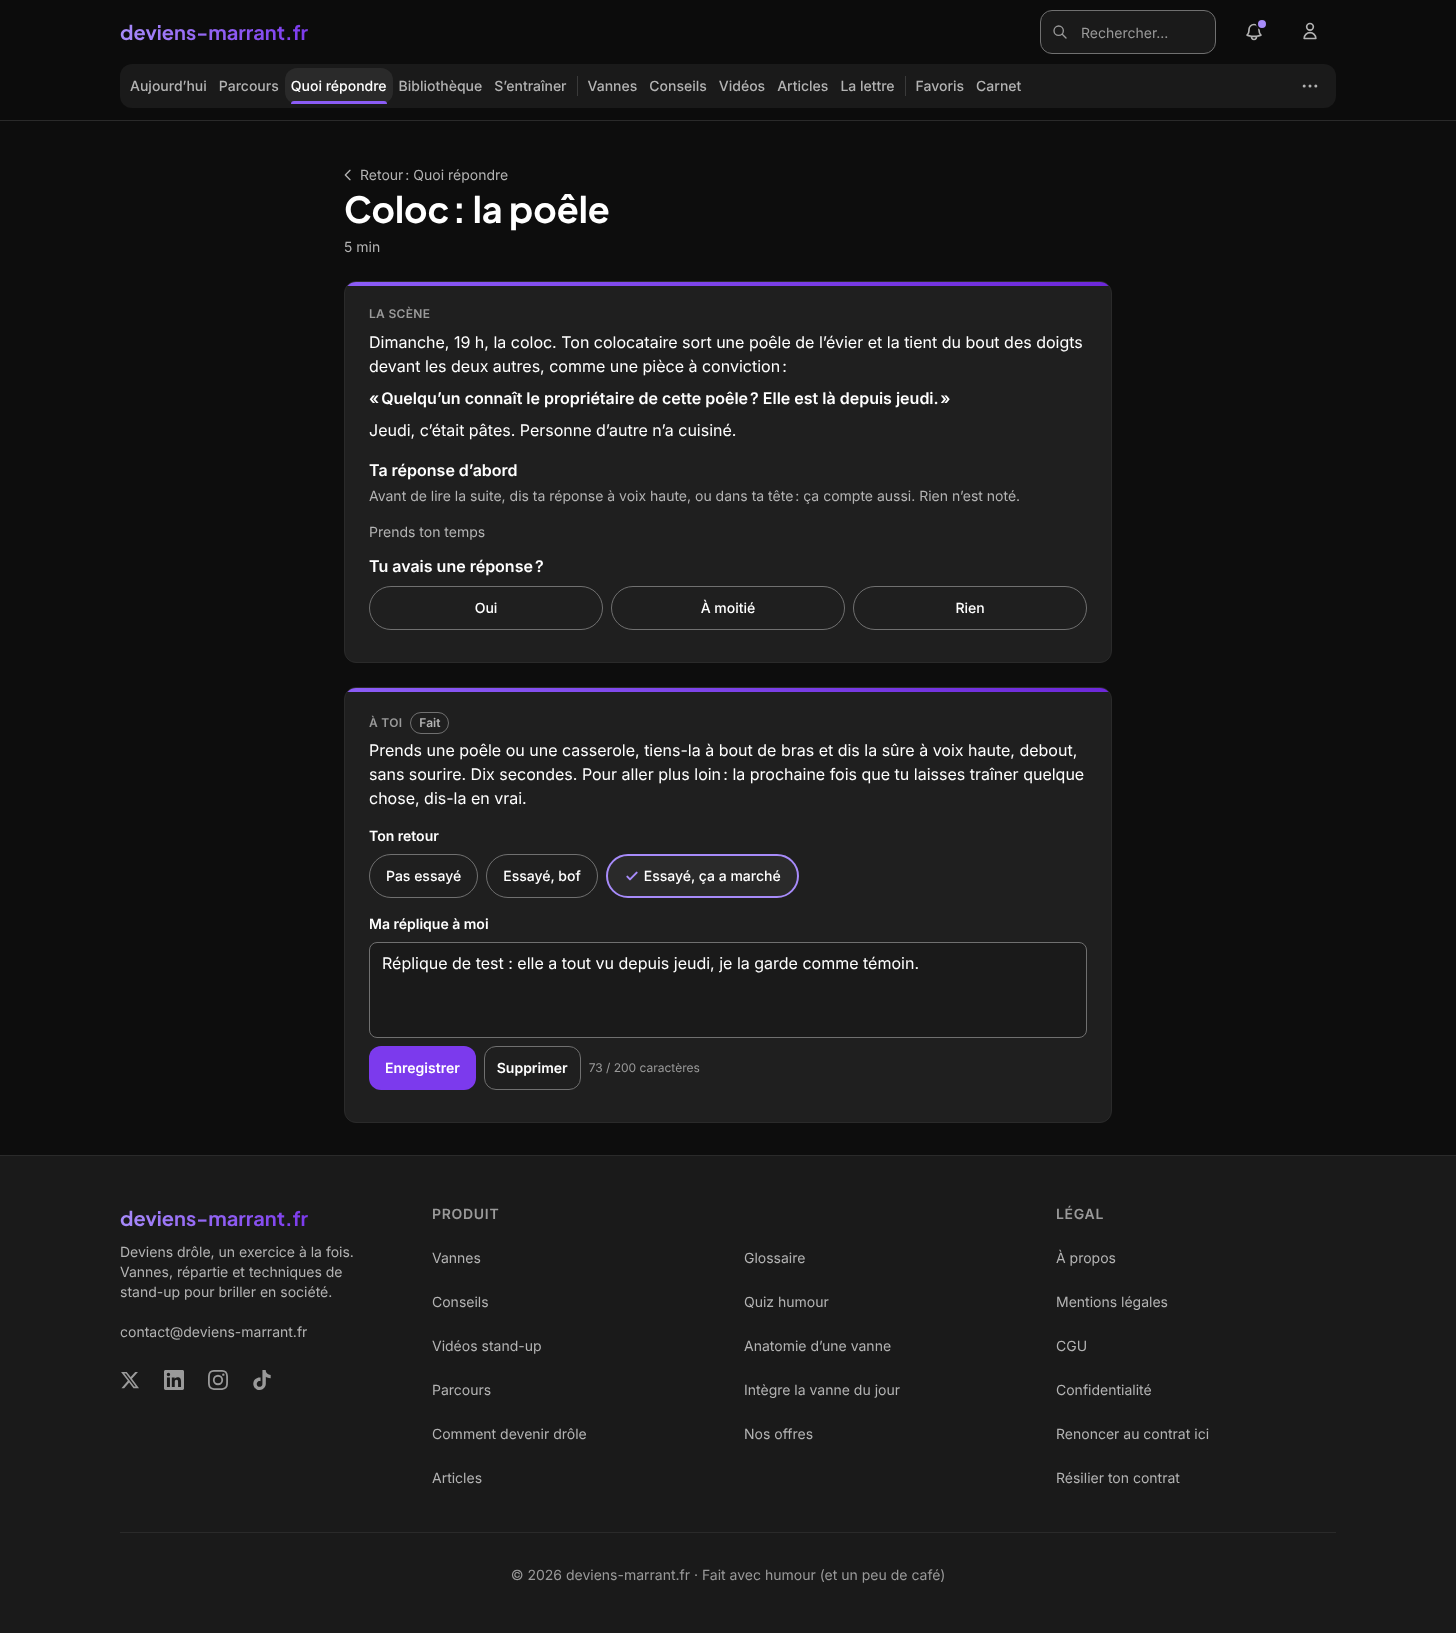 deviens-marrant.fr
Rechercher...
Aujourd’hui Parcours Quoi répondre Bibliothèque S’entraîner Vannes Conseils Vidéos Articles La lettre Favoris Carnet
Retour : Quoi répondre
Coloc : la poêle
5 min
LA SCÈNE
Dimanche, 19 h, la coloc. Ton colocataire sort une poêle de l’évier et la tient du bout des doigts
devant les deux autres, comme une pièce à conviction :
« Quelqu’un connaît le propriétaire de cette poêle ? Elle est là depuis jeudi. »
Jeudi, c’était pâtes. Personne d’autre n’a cuisiné.
Ta réponse d’abord
Avant de lire la suite, dis ta réponse à voix haute, ou dans ta tête : ça compte aussi. Rien n’est noté.
Prends ton temps
Tu avais une réponse ?
Oui
À moitié
Rien
À TOI Fait
Prends une poêle ou une casserole, tiens-la à bout de bras et dis la sûre à voix haute, debout,
sans sourire. Dix secondes. Pour aller plus loin : la prochaine fois que tu laisses traîner quelque
chose, dis-la en vrai.
Ton retour
Pas essayé
Essayé, bof
Essayé, ça a marché
Ma réplique à moi
Réplique de test : elle a tout vu depuis jeudi, je la garde comme témoin.
Enregistrer
Supprimer
73 / 200 caractères
deviens-marrant.fr
Deviens drôle, un exercice à la fois.
Vannes, répartie et techniques de
stand-up pour briller en société.
contact@deviens-marrant.fr
PRODUIT
Vannes
Conseils
Vidéos stand-up
Parcours
Comment devenir drôle
Articles
Glossaire
Quiz humour
Anatomie d’une vanne
Intègre la vanne du jour
Nos offres
LÉGAL
À propos
Mentions légales
CGU
Confidentialité
Renoncer au contrat ici
Résilier ton contrat
© 2026 deviens-marrant.fr · Fait avec humour (et un peu de café)